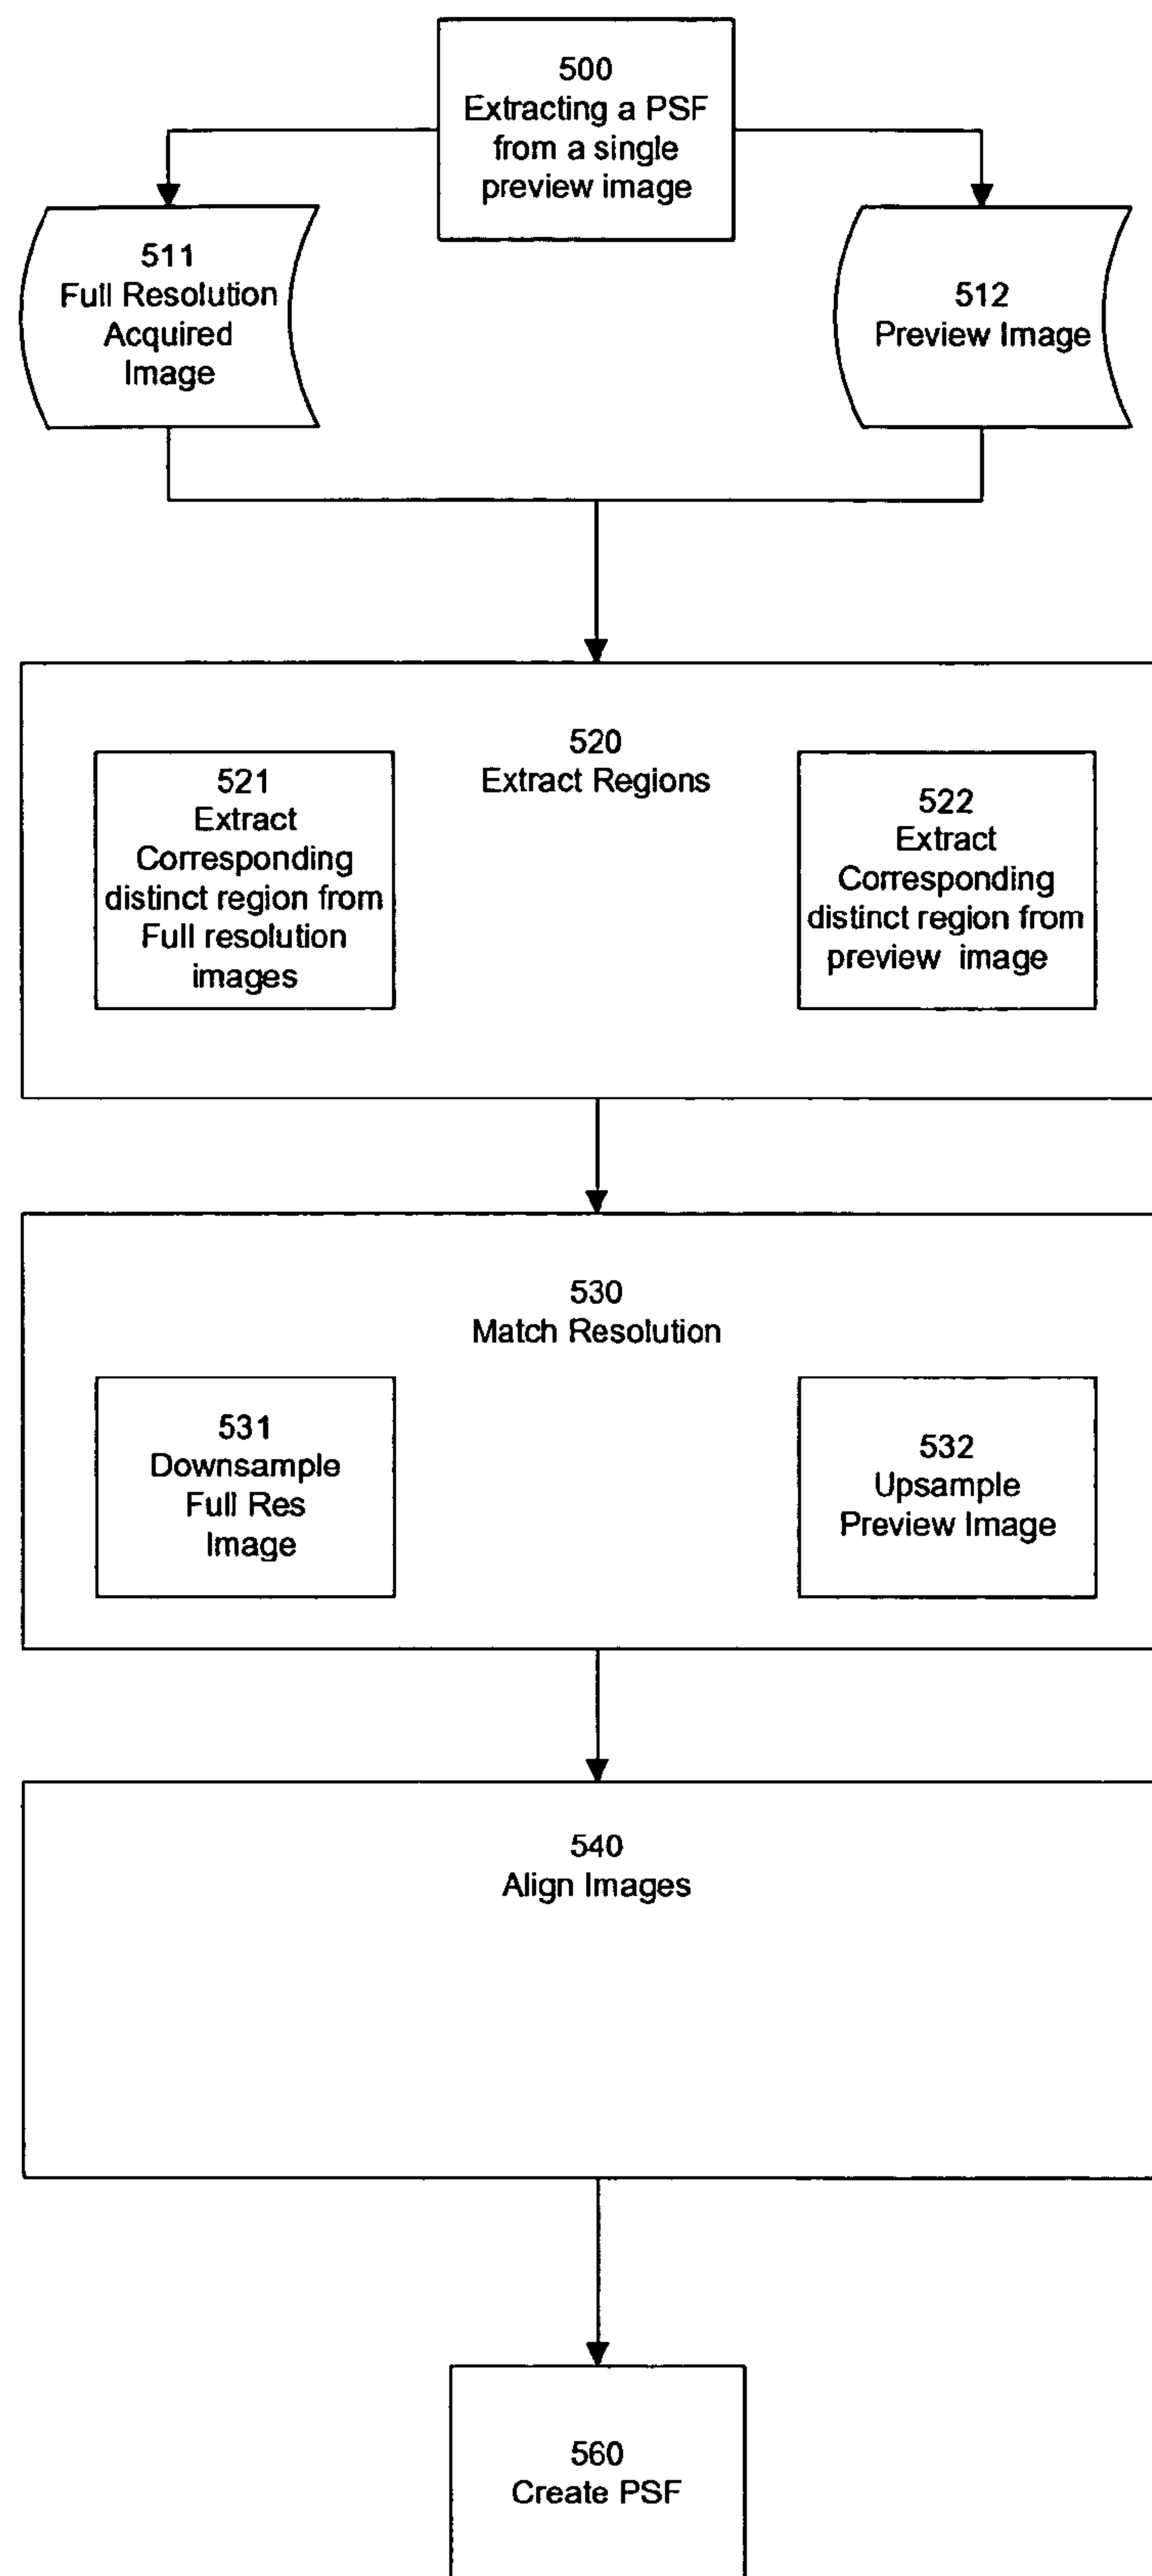 500
Extracting a PSF
from a single
preview image
511
Full Resolution
Acquired
Image
512
Preview Image
520
Extract Regions
521
Extract
Corresponding
distinct region from
Full resolution
images
522
Extract
Corresponding
distinct region from
preview image
530
Match Resolution
531
Downsample
Full Res
Image
532
Upsample
Preview Image
540
Align Images
560
Create PSF